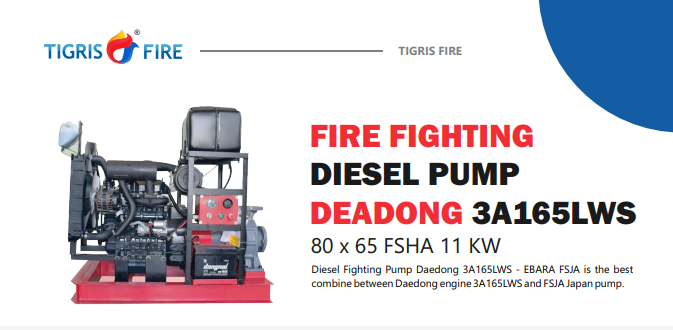 TIGRIS FIRE ®
TIGRIS FIRE
FIRE FIGHTING
DIESEL PUMP
DEADONG 3A165LWS
80 x 65 FSHA 11 KW
Diesel Fighting Pump Daedong 3A165LWS - EBARA FSJA is the best
combine between Daedong engine 3A165LWS and FSJA Japan pump.
dongnai